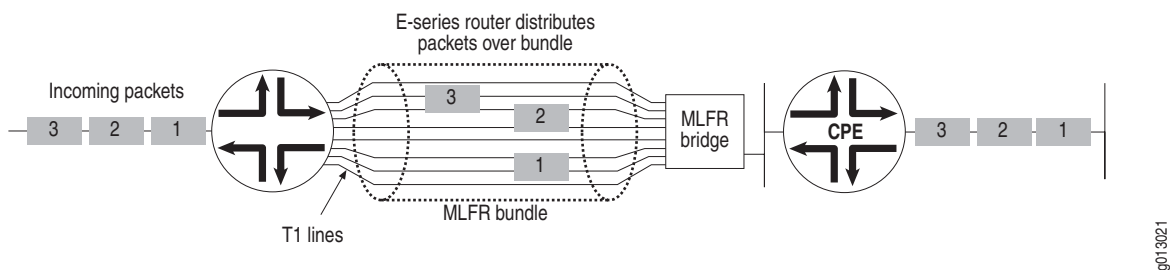 E-series router distributes
packets over bundle
Incoming packets
3 2 1
3
2
1
MLFR
bridge
CPE
3 2 1
MLFR bundle
T1 lines
g013021